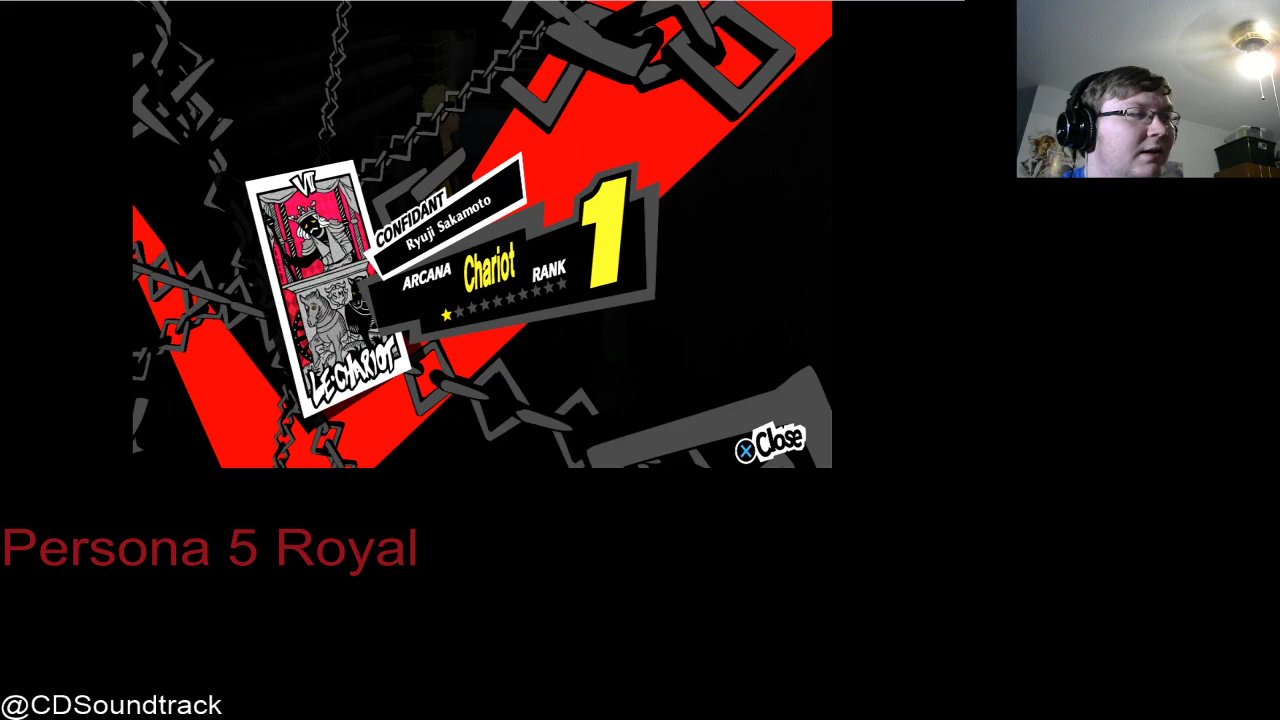 VI
CONFIDANT
Ryuji Sakamoto
ARCANA Chariot RANK 1
LE·CHARIOT
Close
Persona 5 Royal
@CDSoundtrack